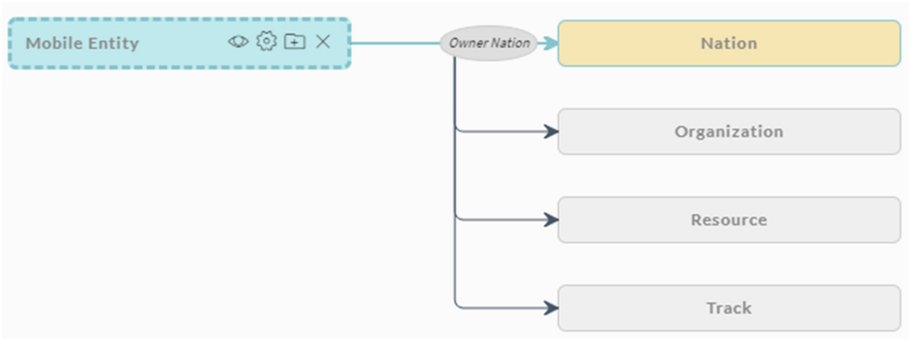 Mobile Entity
Owner Nation
Nation
Organization
Resource
Track